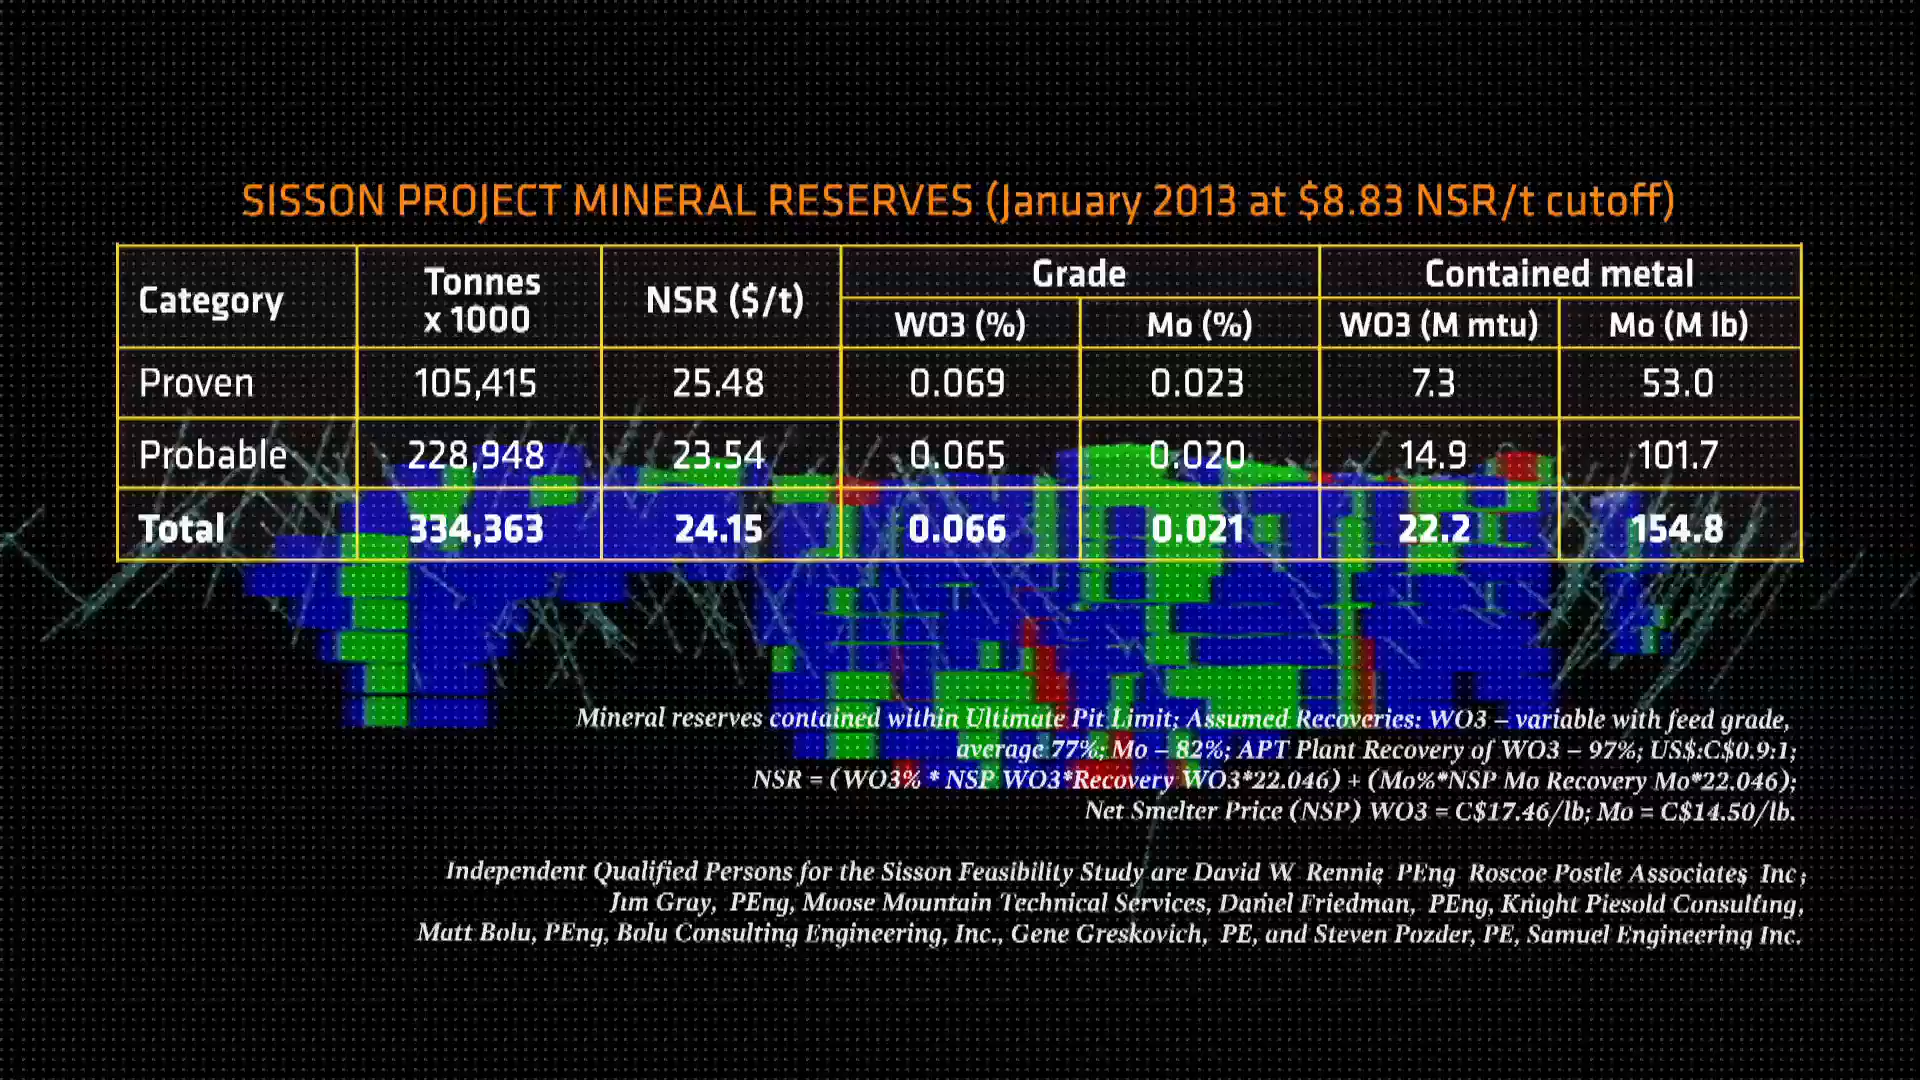 SISSON PROJECT MINERAL RESERVES (January 2013 at $8.83 NSR/t cutoff)
Category Tonnes x 1000 NSR ($/t) Grade Contained metal
WO3 (%) Mo (%) WO3 (M mtu) Mo (M lb)
Proven 105,415 25.48 0.069 0.023 7.3 53.0
Probable 228,948 23.54 0.065 0.020 14.9 101.7
Total 334,363 24.15 0.066 0.021 22.2 154.8
Mineral reserves contained within Ultimate Pit Limit; Assumed Recoveries: WO3 – variable with feed grade,
average 77%; Mo – 82%; APT Plant Recovery of WO3 – 97%; US$:C$0.9:1;
NSR = (WO3% * NSP WO3*Recovery WO3*22.046) + (Mo%*NSP Mo Recovery Mo*22.046);
Net Smelter Price (NSP) WO3 = C$17.46/lb; Mo = C$14.50/lb.
Independent Qualified Persons for the Sisson Feasibility Study are David W Rennie, PEng Roscoe Postle Associates, Inc;
Jim Gray, PEng, Moose Mountain Technical Services, Daniel Friedman, PEng, Knight Piesold Consulting,
Matt Bolu, PEng, Bolu Consulting Engineering, Inc., Gene Greskovich, PE, and Steven Pozder, PE, Samuel Engineering Inc.